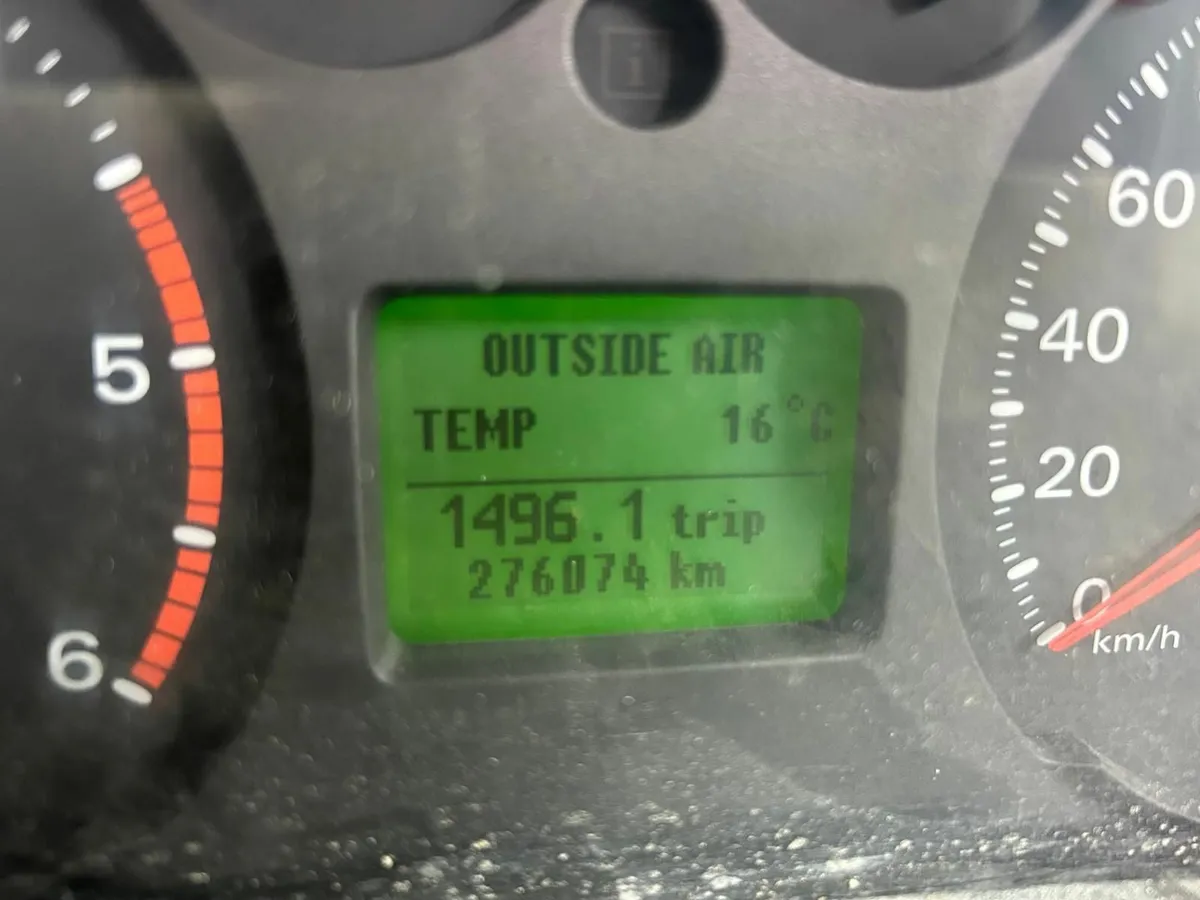 i
OUTSIDE AIR
TEMP 16°C
1496.1 trip
276074 km
5
6
60
40
20
0
km/h